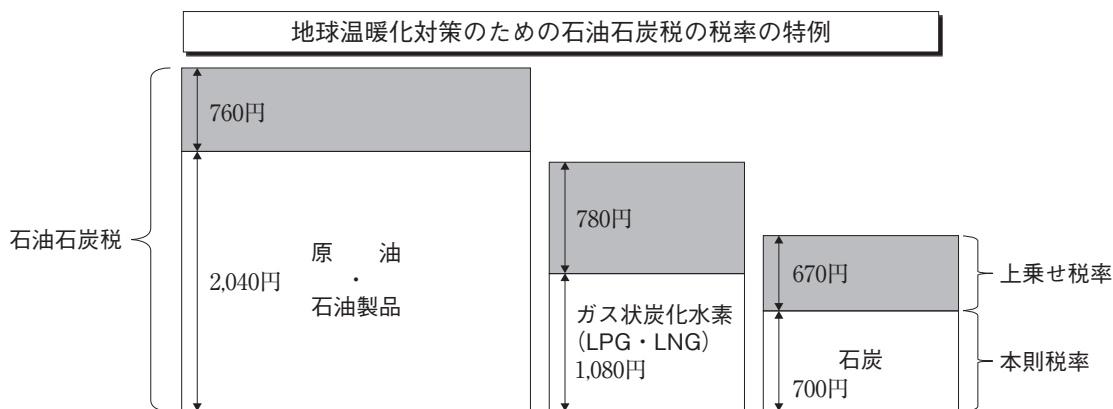 地球温暖化対策のための石油石炭税の税率の特例
石油石炭税
760円
2,040円
原　　油
・
石油製品
780円
ガス状炭化水素
(LPG・LNG)
1,080円
670円
石炭
700円
上乗せ税率
本則税率